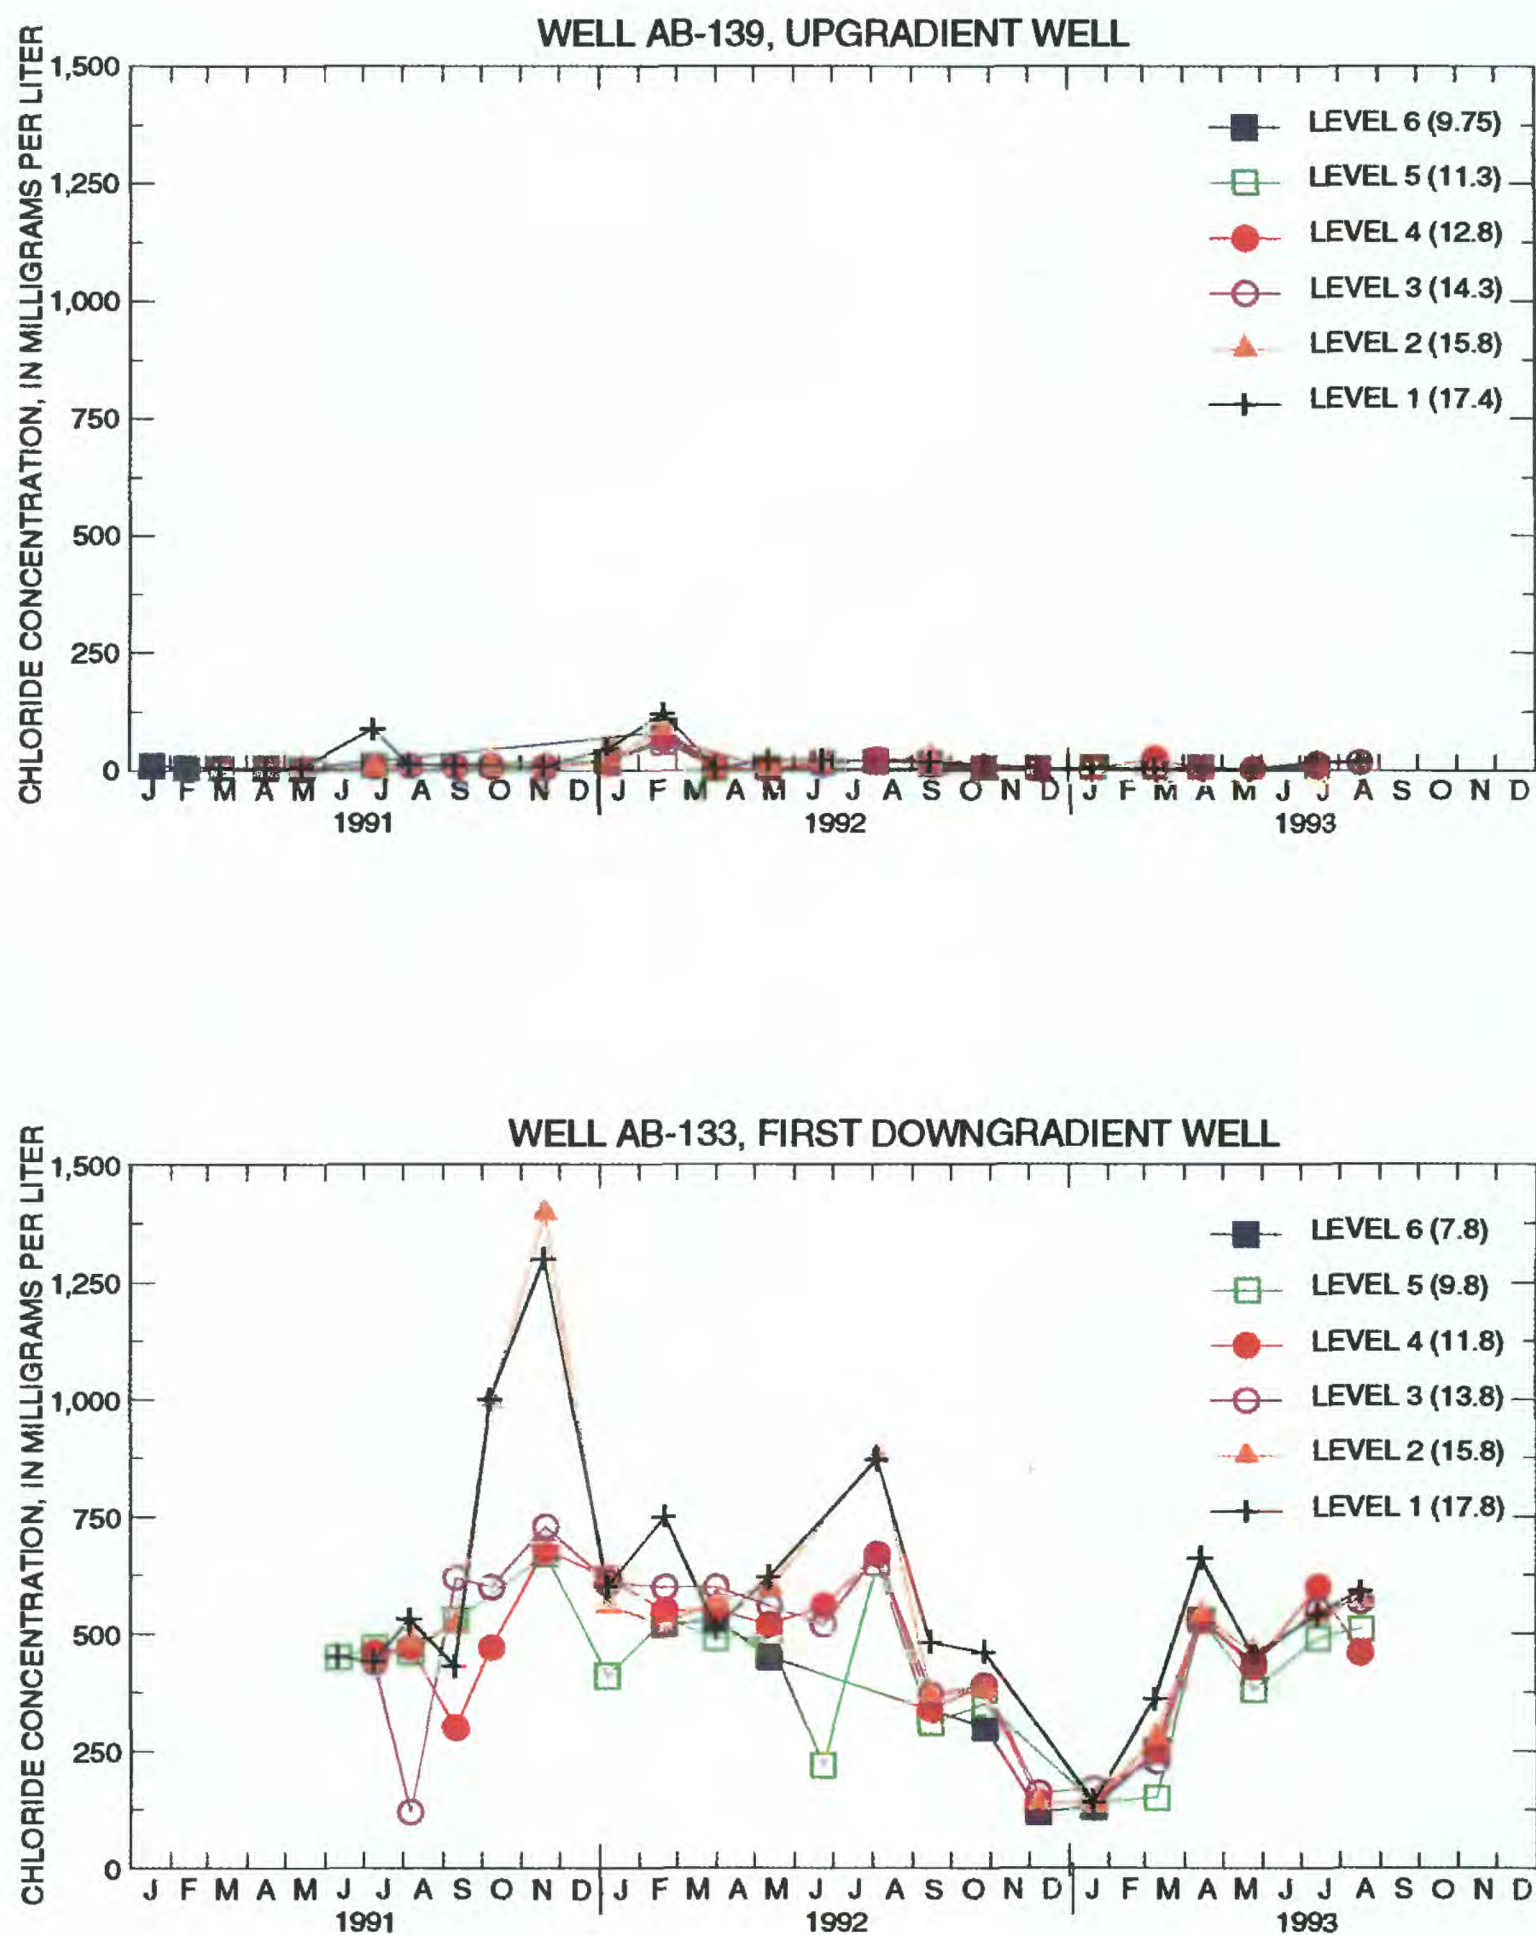 WELL AB-139, UPGRADIENT WELL
CHLORIDE CONCENTRATION, IN MILLIGRAMS PER LITER
1,500
1,250
1,000
750
500
250
0
LEVEL 6 (9.75)
LEVEL 5 (11.3)
LEVEL 4 (12.8)
LEVEL 3 (14.3)
LEVEL 2 (15.8)
LEVEL 1 (17.4)
J F M A M J J A S O N D J F M A M J J A S O N D J F M A M J J A S O N D
1991 1992 1993
WELL AB-133, FIRST DOWNGRADIENT WELL
CHLORIDE CONCENTRATION, IN MILLIGRAMS PER LITER
1,500
1,250
1,000
750
500
250
0
LEVEL 6 (7.8)
LEVEL 5 (9.8)
LEVEL 4 (11.8)
LEVEL 3 (13.8)
LEVEL 2 (15.8)
LEVEL 1 (17.8)
J F M A M J J A S O N D J F M A M J J A S O N D J F M A M J J A S O N D
1991 1992 1993